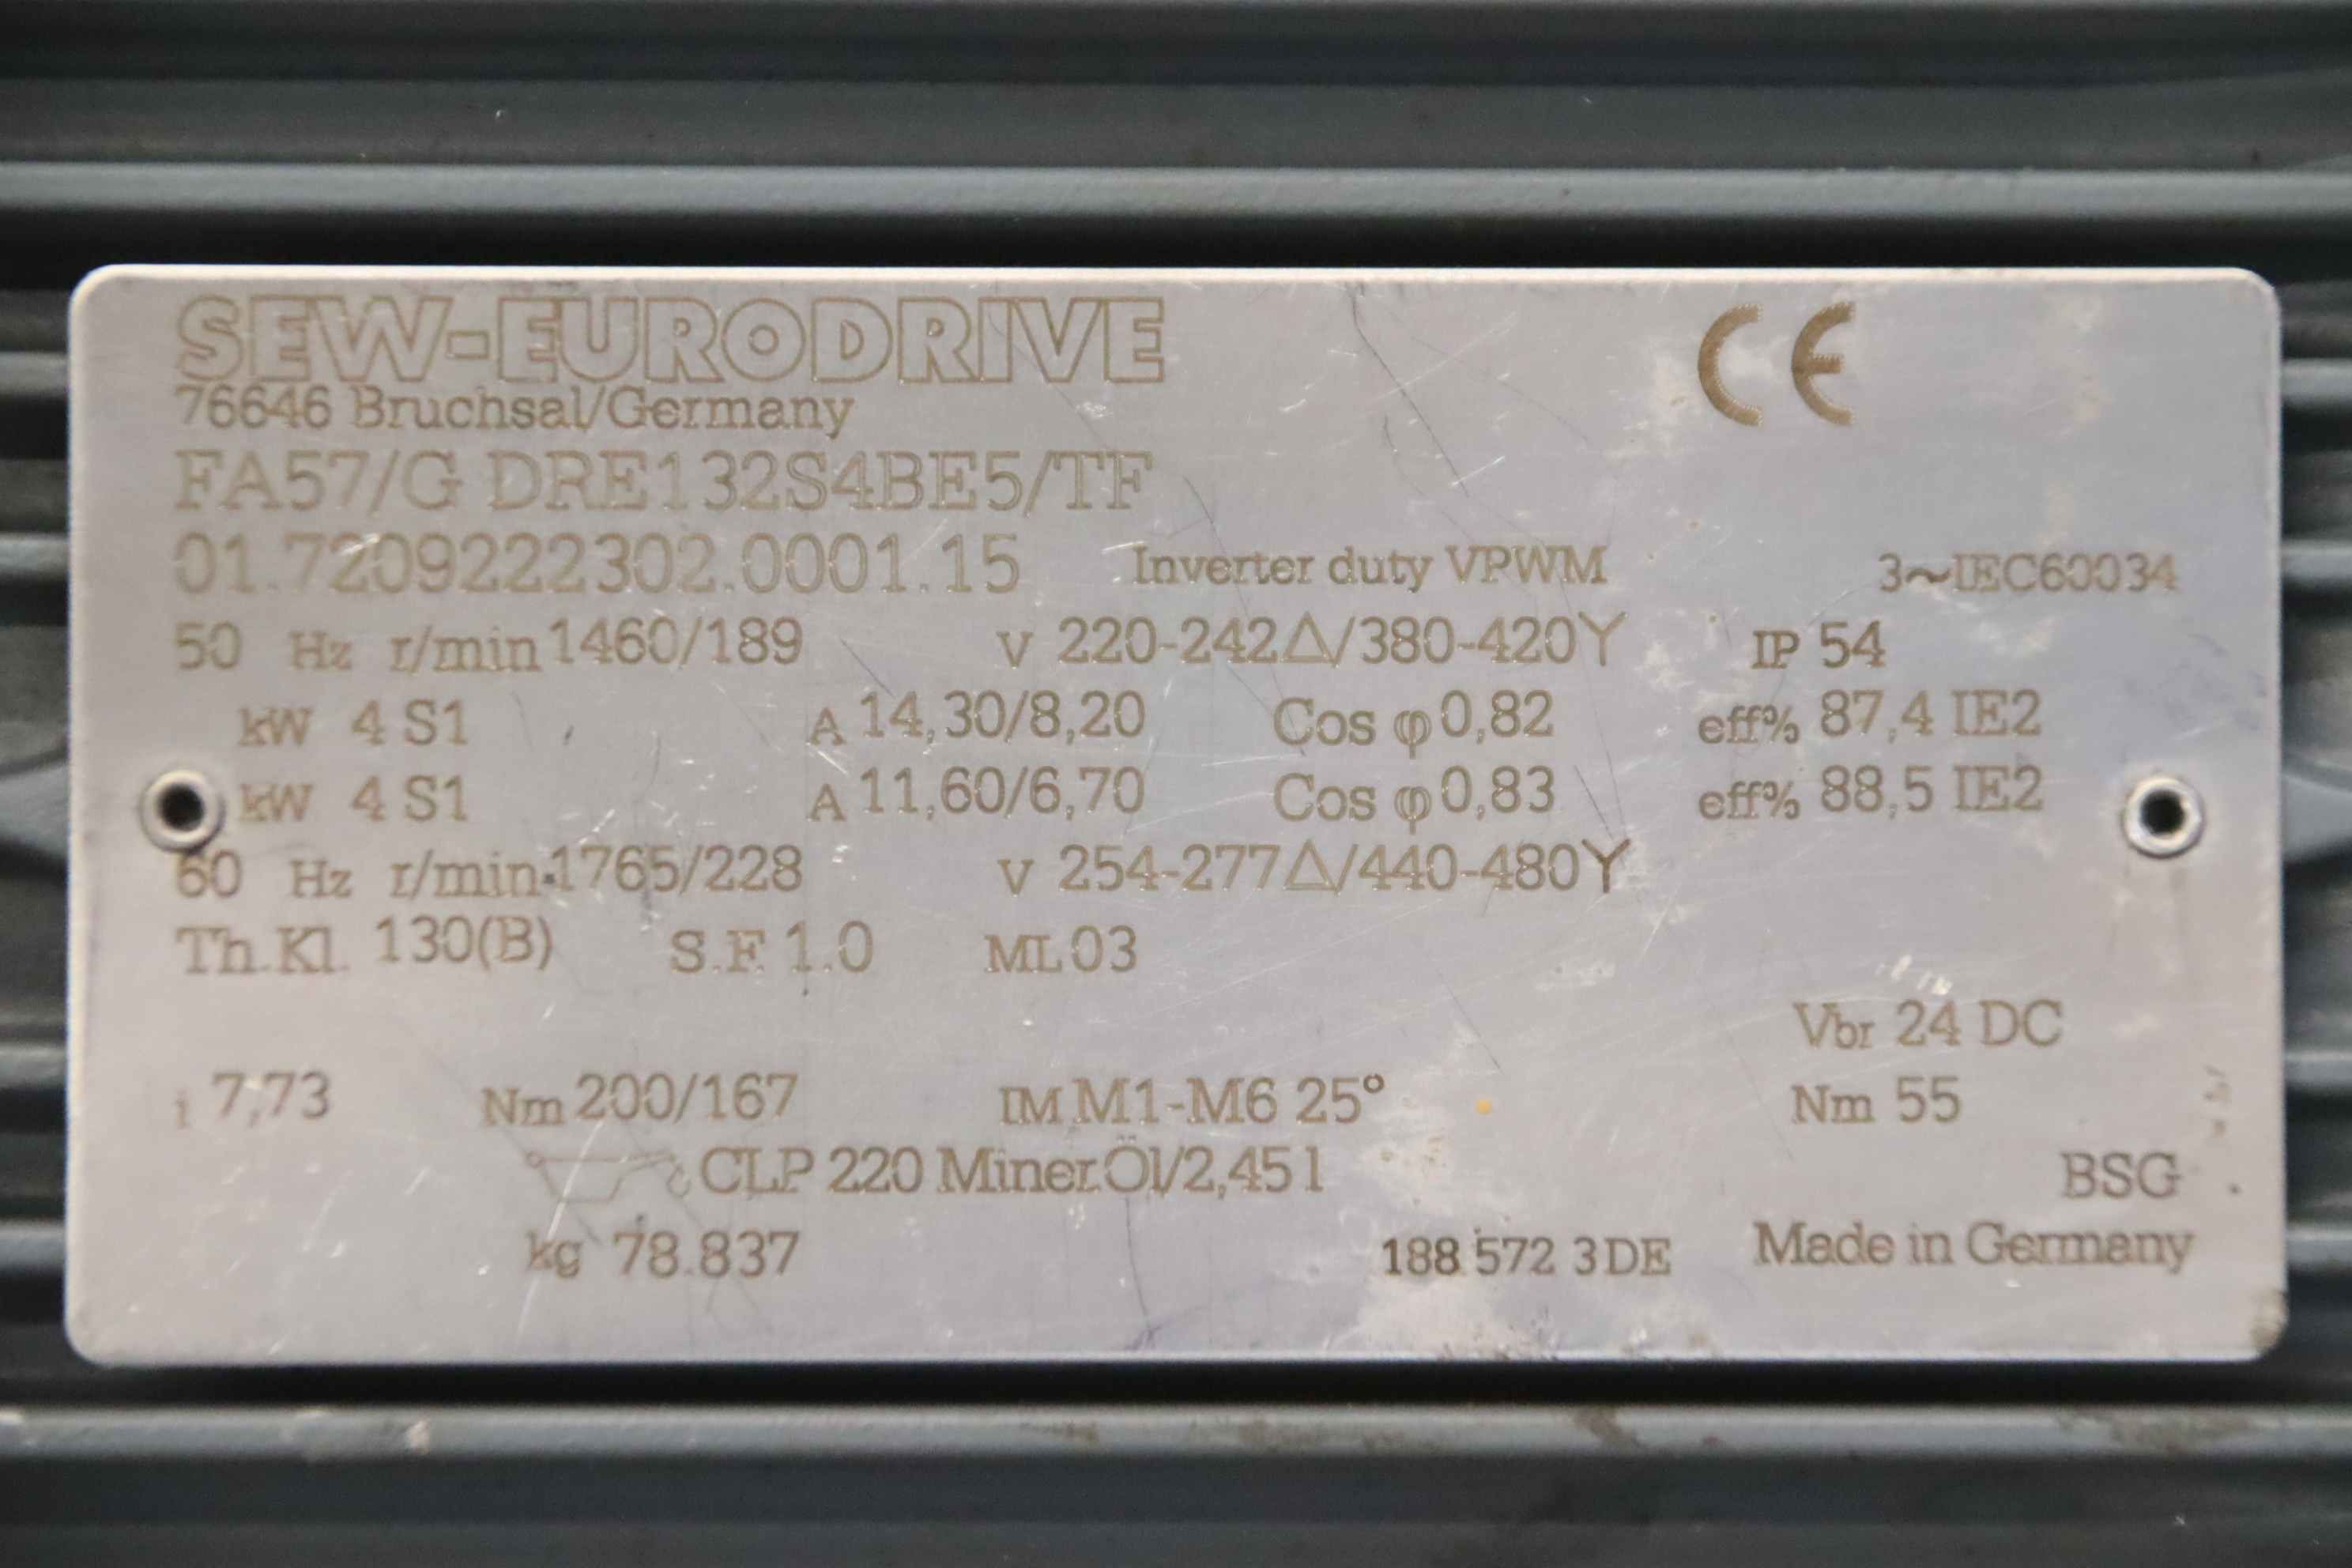 SEW-EURODRIVE CE
76646 Bruchsal/Germany
FA57/G DRE132S4BE5/TF
01.7209222302.0001.15 Inverter duty VPWM 3~IEC60034
50 Hz r/min 1460/189 V 220-242Δ/380-420Y IP 54
kW 4 S1 A 14,30/8,20 Cos φ 0,82 eff% 87,4 IE2
kW 4 S1 A 11,60/6,70 Cos φ 0,83 eff% 88,5 IE2
60 Hz r/min 1765/228 V 254-277Δ/440-480Y
Th.Kl. 130(B) S.F. 1.0 ML 03
Vbr 24 DC
i 7,73 Nm 200/167 IM M1-M6 25° Nm 55
CLP 220 Miner.Öl/2,45 l BSG
kg 78.837 188 572 3 DE Made in Germany